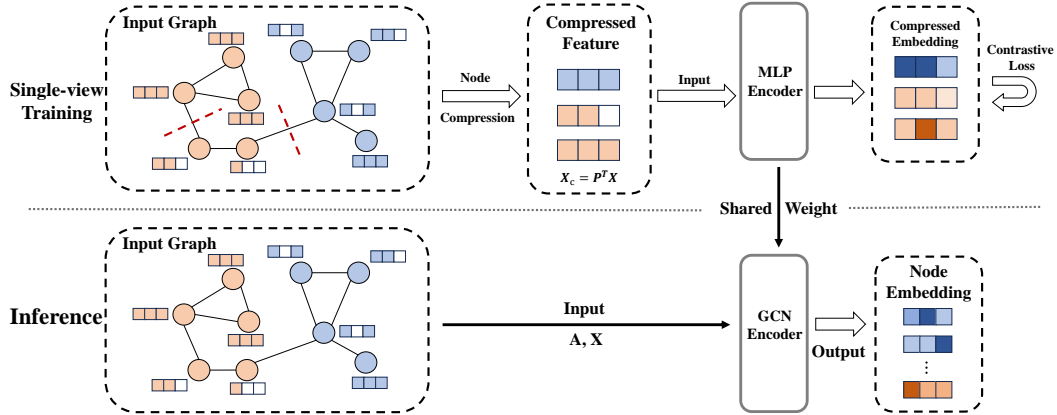 Input Graph
Single-view
Training
Node
Compression
Compressed
Feature
X_c = P^T X
Input
MLP
Encoder
Compressed
Embedding
Contrastive
Loss
Shared Weight
Input Graph
Inference
Input
A, X
GCN
Encoder
Output
Node
Embedding
...